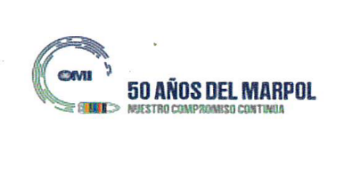 OMI
50 AÑOS DEL MARPOL
NUESTRO COMPROMISO CONTINÚA